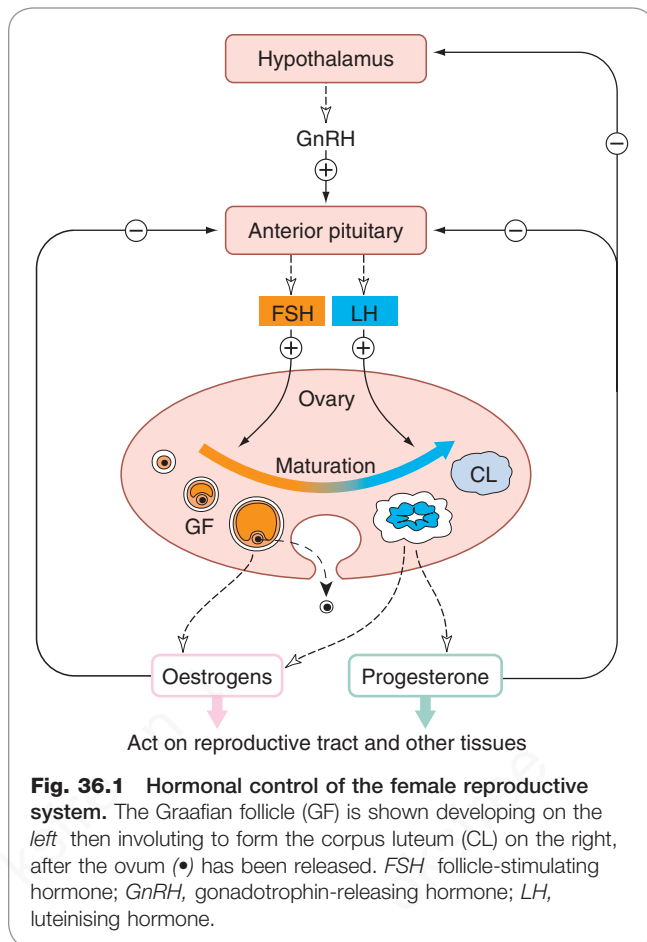 Hypothalamus
GnRH
+
−
Anterior pituitary
−
−
FSH LH
+ +
Ovary
Maturation
CL
GF
Oestrogens Progesterone
Act on reproductive tract and other tissues
Fig. 36.1 Hormonal control of the female reproductive
system. The Graafian follicle (GF) is shown developing on the
left then involuting to form the corpus luteum (CL) on the right,
after the ovum (•) has been released. FSH follicle-stimulating
hormone; GnRH, gonadotrophin-releasing hormone; LH,
luteinising hormone.